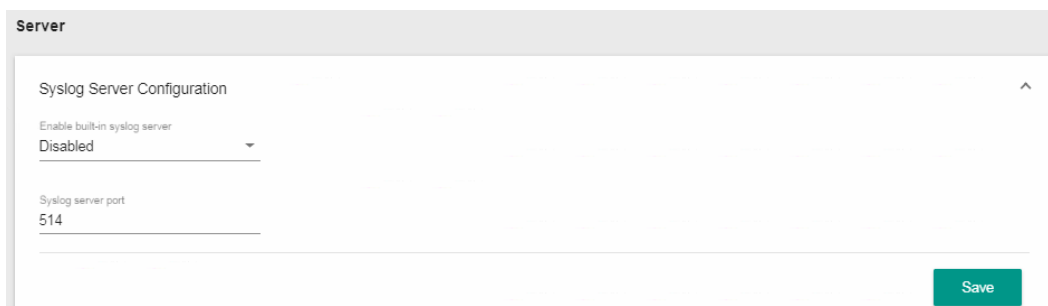 Server
Syslog Server Configuration
Enable built-in syslog server
Disabled
Syslog server port
514
Save